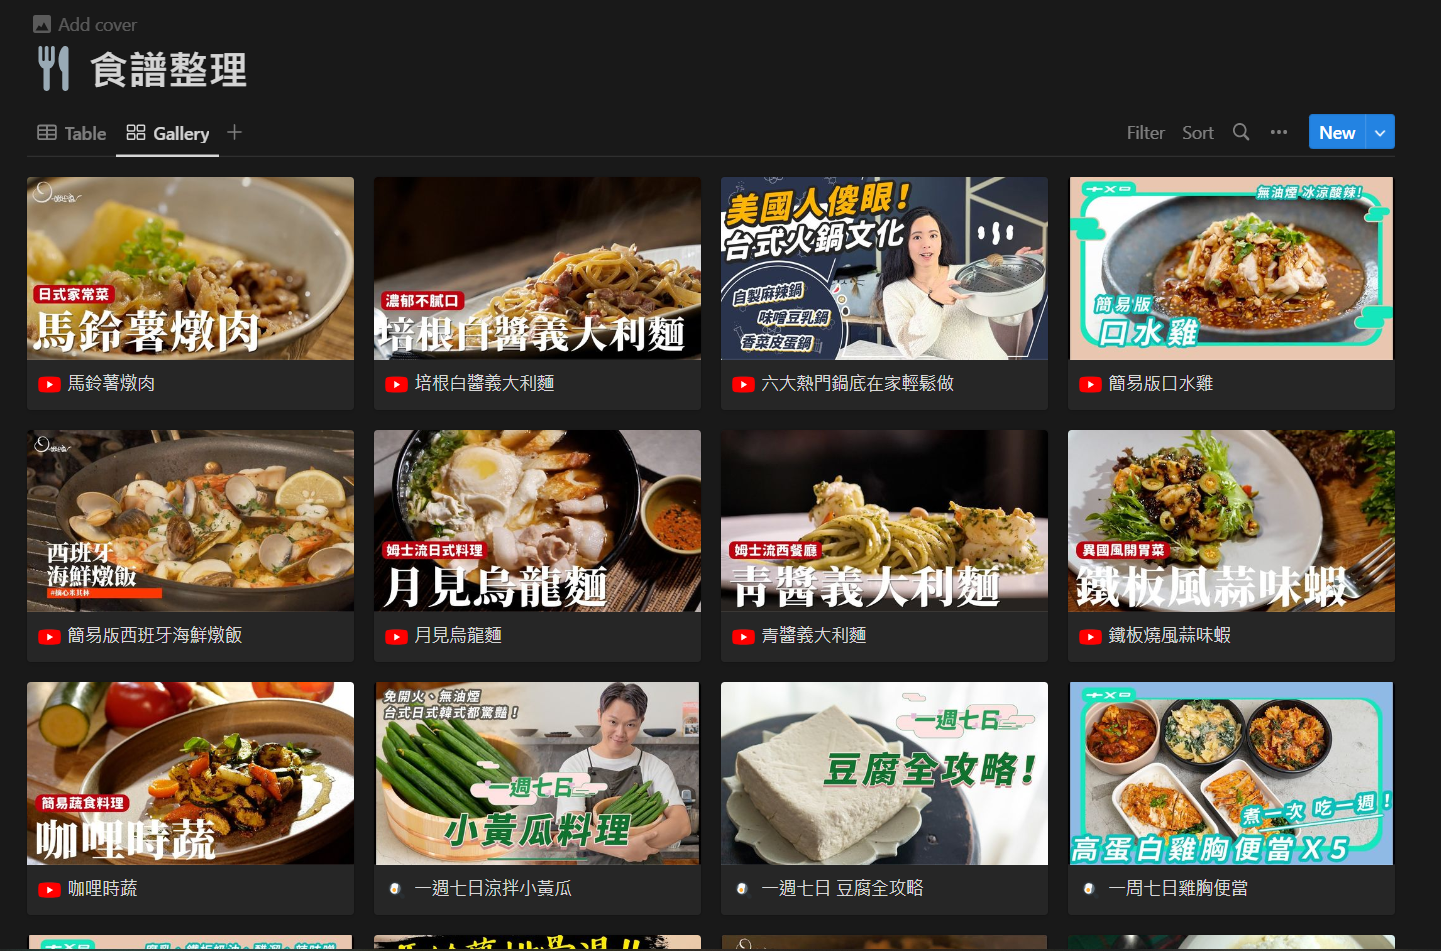 Add cover
食譜整理
Table
Gallery
Filter
Sort
New
日式家常菜
馬鈴薯燉肉
馬鈴薯燉肉
濃郁不膩口
培根白醬義大利麵
培根白醬義大利麵
美國人傻眼!
台式火鍋文化
自製麻辣鍋
味噌豆乳鍋
香菜皮蛋鍋
六大熱門鍋底在家輕鬆做
無油煙 冰涼酸辣!
簡易版
口水雞
簡易版口水雞
西班牙
海鮮燉飯
簡易版西班牙海鮮燉飯
姆士流日式料理
月見烏龍麵
月見烏龍麵
姆士流西餐廳
青醬義大利麵
青醬義大利麵
異國風開胃菜
鐵板風蒜味蝦
鐵板燒風蒜味蝦
簡易蔬食料理
咖哩時蔬
咖哩時蔬
免開火、無油煙
台式日式韓式都驚豔!
一週七日
小黃瓜料理
一週七日涼拌小黃瓜
一週七日
豆腐全攻略!
一週七日 豆腐全攻略
煮一次 吃一週!
高蛋白雞胸便當X5
一周七日雞胸便當